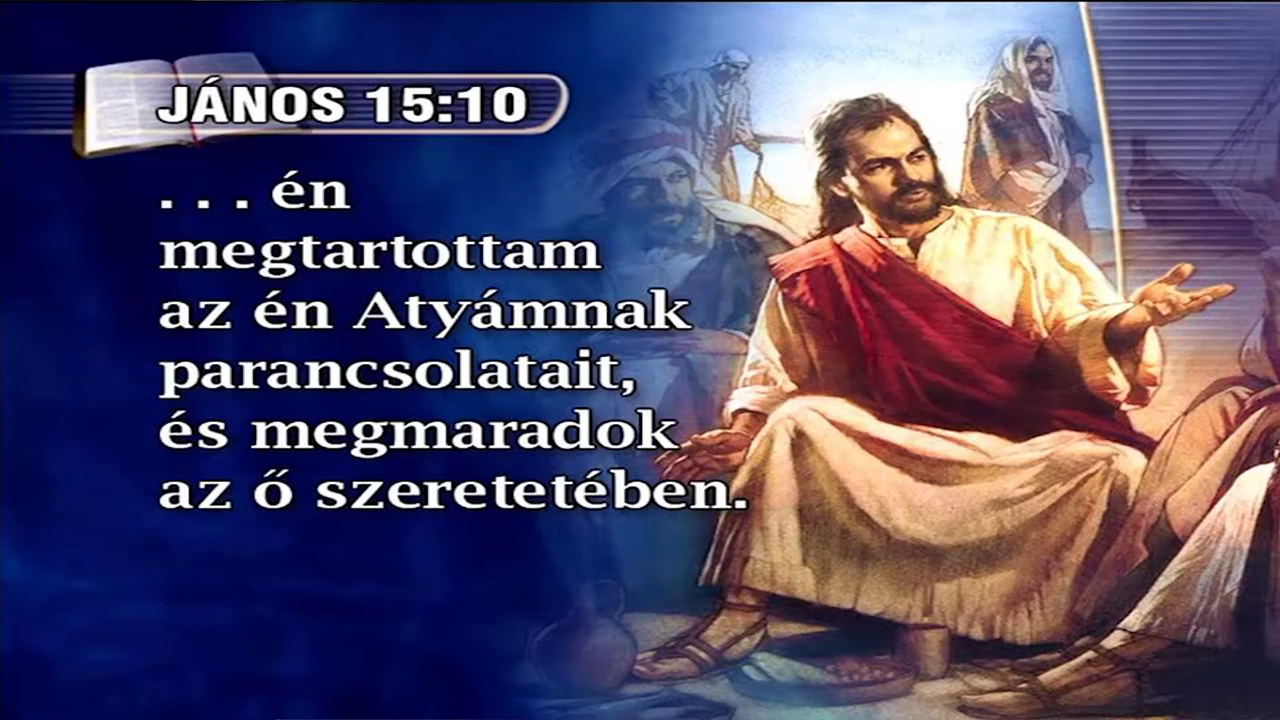 JÁNOS 15:10
. . . én
megtartottam
az én Atyámnak
parancsolatait,
és megmaradok
az ő szeretetében.